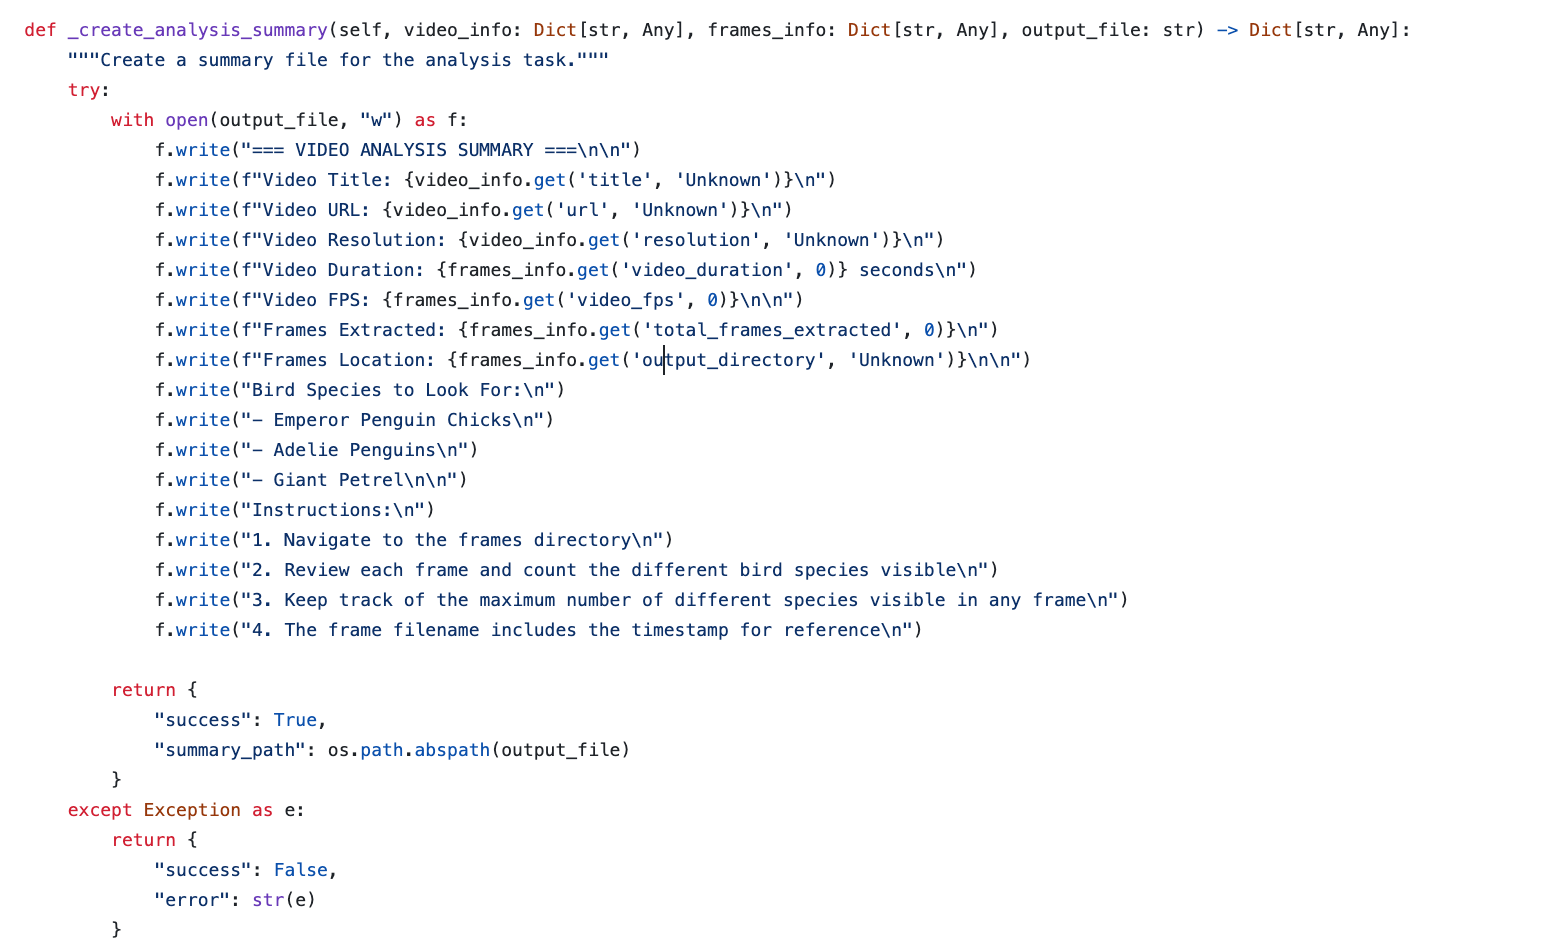 def _create_analysis_summary(self, video_info: Dict[str, Any], frames_info: Dict[str, Any], output_file: str) -> Dict[str, Any]:
    """Create a summary file for the analysis task."""
    try:
        with open(output_file, "w") as f:
            f.write("=== VIDEO ANALYSIS SUMMARY ===\n\n")
            f.write(f"Video Title: {video_info.get('title', 'Unknown')}\n")
            f.write(f"Video URL: {video_info.get('url', 'Unknown')}\n")
            f.write(f"Video Resolution: {video_info.get('resolution', 'Unknown')}\n")
            f.write(f"Video Duration: {frames_info.get('video_duration', 0)} seconds\n")
            f.write(f"Video FPS: {frames_info.get('video_fps', 0)}\n\n")
            f.write(f"Frames Extracted: {frames_info.get('total_frames_extracted', 0)}\n")
            f.write(f"Frames Location: {frames_info.get('output_directory', 'Unknown')}\n\n")
            f.write("Bird Species to Look For:\n")
            f.write("- Emperor Penguin Chicks\n")
            f.write("- Adelie Penguins\n")
            f.write("- Giant Petrel\n\n")
            f.write("Instructions:\n")
            f.write("1. Navigate to the frames directory\n")
            f.write("2. Review each frame and count the different bird species visible\n")
            f.write("3. Keep track of the maximum number of different species visible in any frame\n")
            f.write("4. The frame filename includes the timestamp for reference\n")

        return {
            "success": True,
            "summary_path": os.path.abspath(output_file)
        }
    except Exception as e:
        return {
            "success": False,
            "error": str(e)
        }